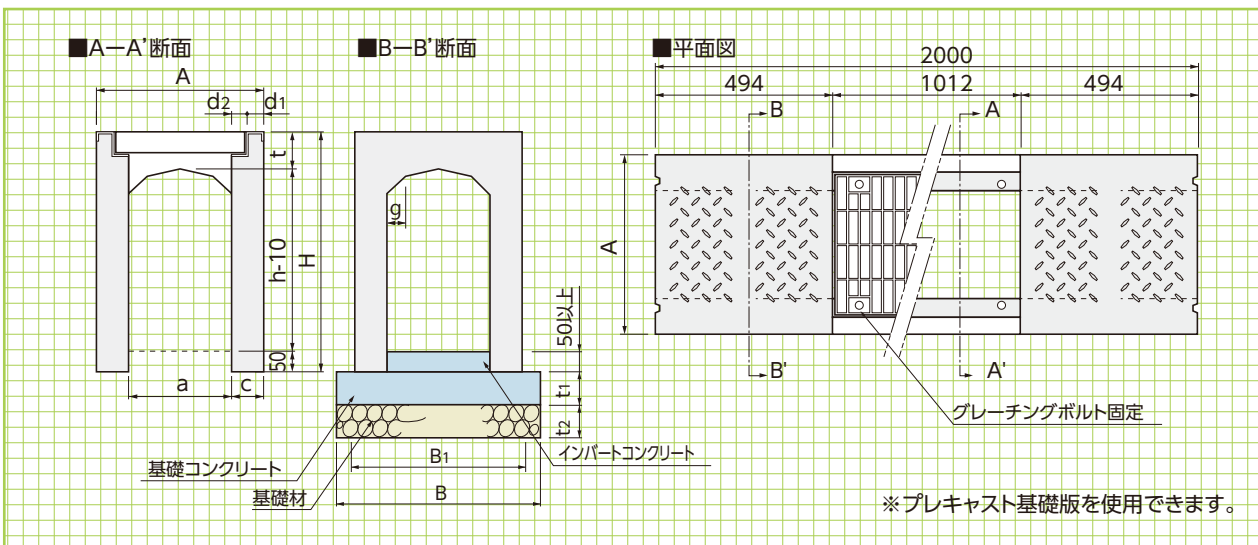 ■A－A'断面
A
d2
d1
t
h-10
H
50
a
c
■B－B'断面
g
50以上
t1
t2
B1
B
基礎コンクリート
基礎材
インバートコンクリート
■平面図
2000
494
1012
494
B
A
A
B'
A'
グレーチングボルト固定
※プレキャスト基礎版を使用できます。